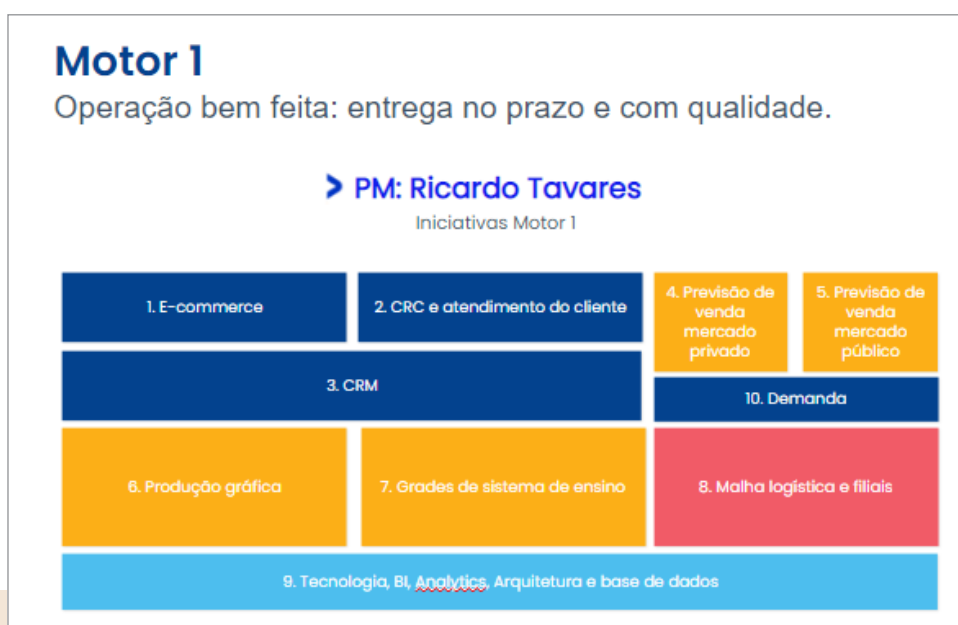 Motor 1
Operação bem feita: entrega no prazo e com qualidade.
> PM: Ricardo Tavares
Iniciativas Motor 1
1. E-commerce
2. CRC e atendimento do cliente
4. Previsão de
venda
mercado
privado
5. Previsão de
venda
mercado
público
3. CRM
10. Demanda
6. Produção gráfica
7. Grades de sistema de ensino
8. Malha logística e filiais
9. Tecnologia, BI, Analytics, Arquitetura e base de dados